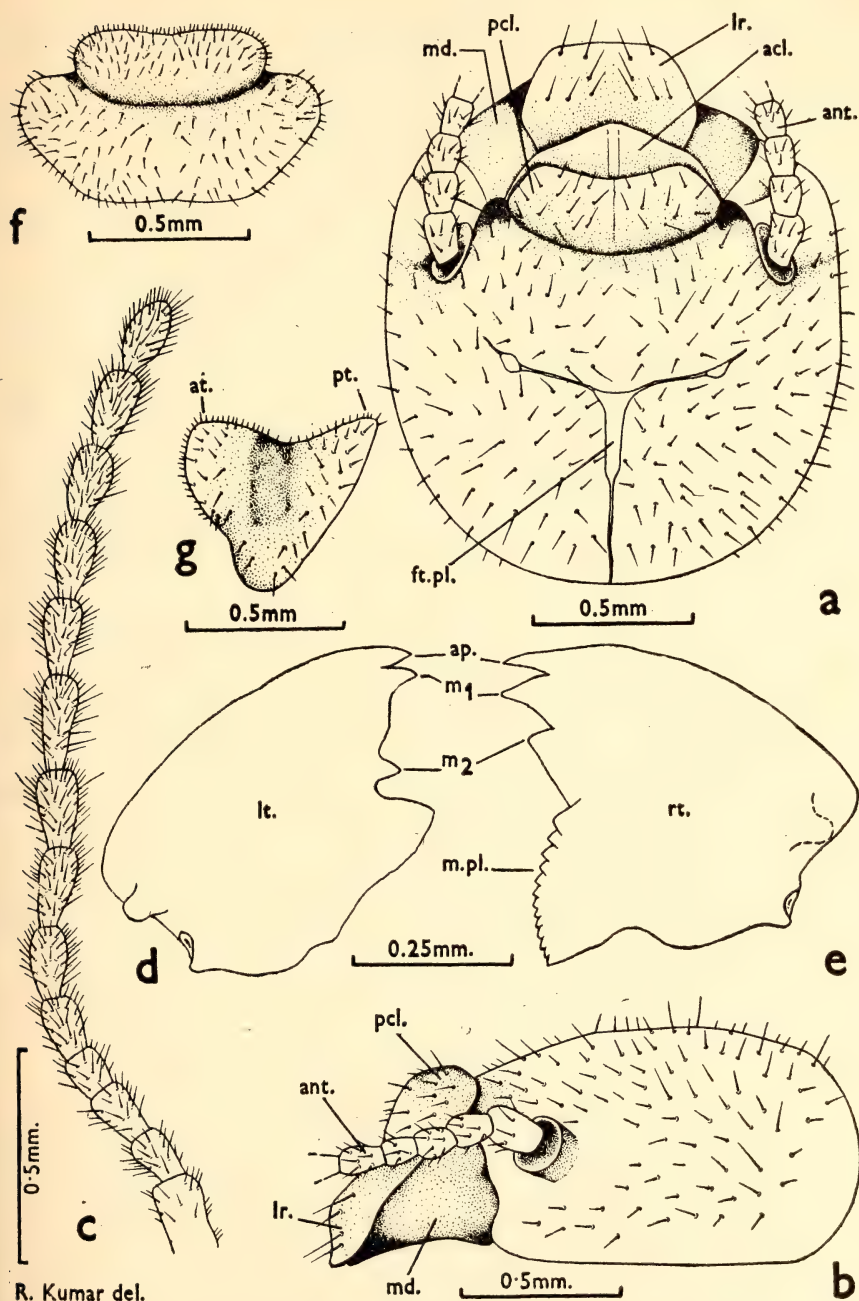 pcl.
md.
lr.
acl.
ant.
f
0.5mm
at.
pt.
g
0.5mm
ft.pl.
0.5mm
a
ap.
m1
m2
lt.
rt.
m.pl.
d
0.25mm.
e
pcl.
ant.
lr.
md.
0·5mm.
b
0·5mm.
c
R. Kumar del.